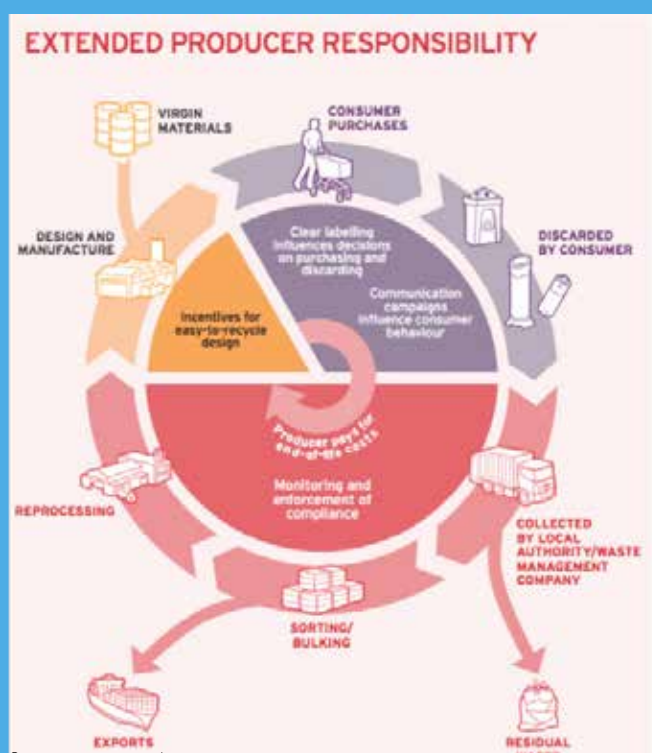 EXTENDED PRODUCER RESPONSIBILITY
VIRGIN
MATERIALS
CONSUMER
PURCHASES
DESIGN AND
MANUFACTURE
Clear labelling
influences decisions
on purchasing and
discarding
DISCARDED
BY CONSUMER
Communication
campaigns
influence consumer
behaviour
Incentives for
easy-to-recycle
design
Producer pays for
end-of-life costs
Monitoring and
enforcement of
compliance
REPROCESSING
COLLECTED
BY LOCAL
AUTHORITY/WASTE
MANAGEMENT
COMPANY
SORTING/
BULKING
EXPORTS
RESIDUAL